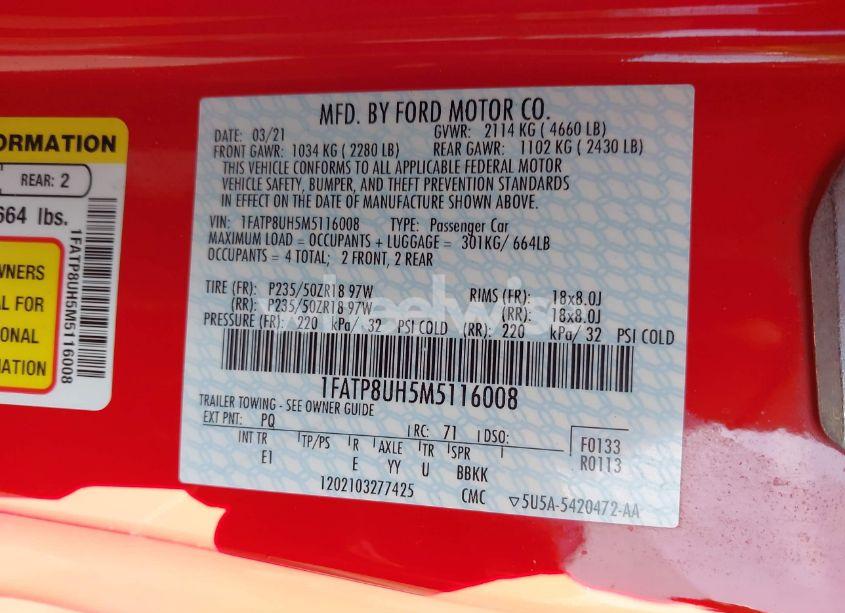 MFD. BY FORD MOTOR CO.
DATE: 03/21 GVWR: 2114 KG ( 4660 LB)
FRONT GAWR: 1034 KG ( 2280 LB) REAR GAWR: 1102 KG ( 2430 LB)
THIS VEHICLE CONFORMS TO ALL APPLICABLE FEDERAL MOTOR
VEHICLE SAFETY, BUMPER, AND THEFT PREVENTION STANDARDS
IN EFFECT ON THE DATE OF MANUFACTURE SHOWN ABOVE.
VIN: 1FATP8UH5M5116008 TYPE: Passenger Car
MAXIMUM LOAD = OCCUPANTS + LUGGAGE = 301KG/ 664LB
OCCUPANTS = 4 TOTAL; 2 FRONT, 2 REAR
TIRE (FR): P235/50ZR18 97W RIMS (FR): 18x8.0J
(RR): P235/50ZR18 97W (RR): 18x8.0J
PRESSURE (FR): 220 kPa/ 32 PSI COLD (RR): 220 kPa/ 32 PSI COLD
1FATP8UH5M5116008
TRAILER TOWING - SEE OWNER GUIDE
EXT PNT: PQ RC: 71 DSO:
INT TR TP/PS R AXLE TR SPR
E1 E YY U BBKK
F0133
R0113
1202103277425 CMC ▽5U5A-5420472-AA
ORMATION
REAR: 2
664 lbs.
WNERS
AL FOR
IONAL
MATION
1FATP8UH5M5116008